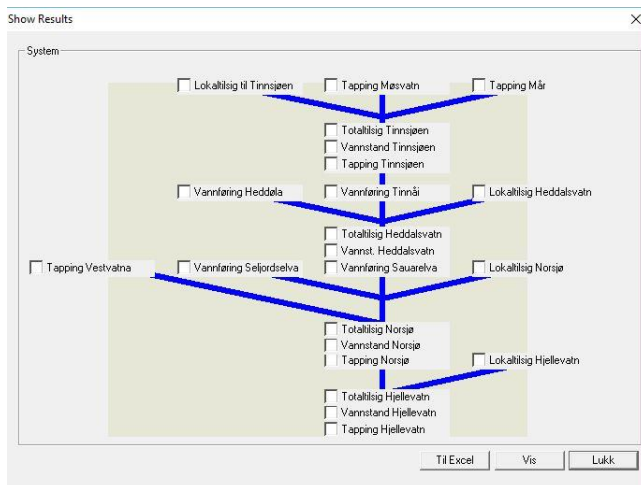 Show Results
System
Lokaltilsig til Tinnsjøen
Tapping Møsvatn
Tapping Mår
Totaltilsig Tinnsjøen
Vannstand Tinnsjøen
Tapping Tinnsjøen
Vannføring Heddøla
Vannføring Tinnåi
Lokaltilsig Heddalsvatn
Totaltilsig Heddalsvatn
Vannst. Heddalsvatn
Tapping Vestvatna
Vannføring Seljordselva
Vannføring Sauarelva
Lokaltilsig Norsjø
Totaltilsig Norsjø
Vannstand Norsjø
Tapping Norsjø
Lokaltilsig Hjellevatn
Totaltilsig Hjellevatn
Vannstand Hjellevatn
Tapping Hjellevatn
Til Excel
Vis
Lukk